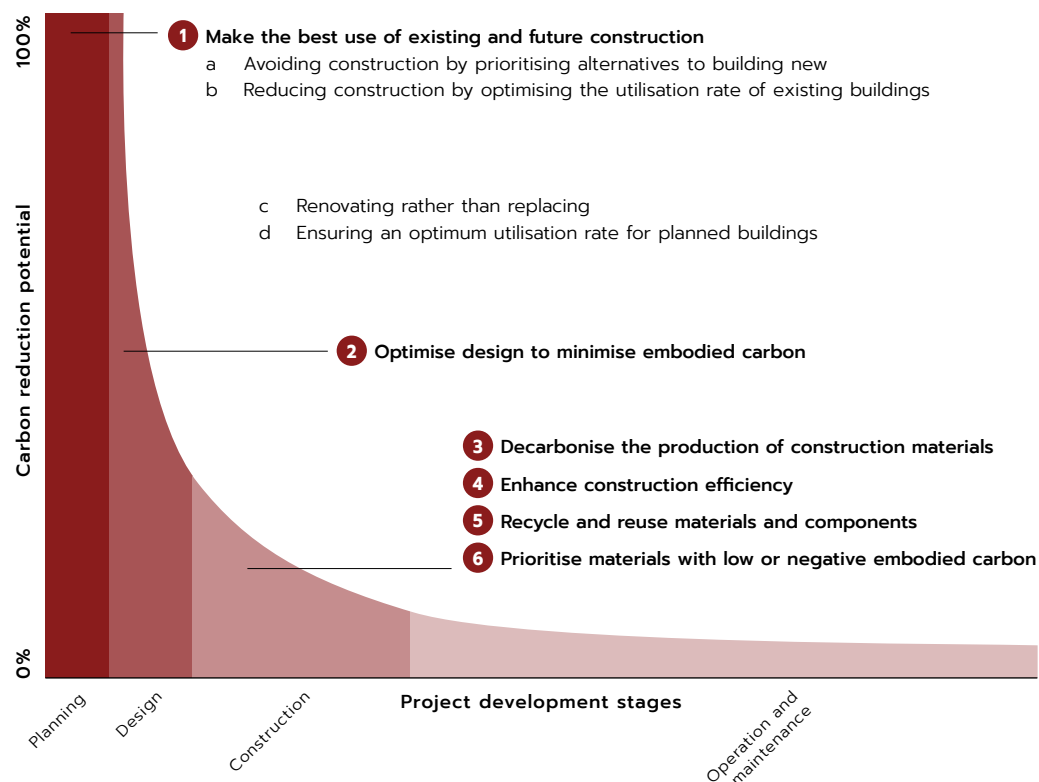 100%
Carbon reduction potential
0%
1 Make the best use of existing and future construction
a Avoiding construction by prioritising alternatives to building new
b Reducing construction by optimising the utilisation rate of existing buildings
c Renovating rather than replacing
d Ensuring an optimum utilisation rate for planned buildings
2 Optimise design to minimise embodied carbon
3 Decarbonise the production of construction materials
4 Enhance construction efficiency
5 Recycle and reuse materials and components
6 Prioritise materials with low or negative embodied carbon
Planning
Design
Construction
Project development stages
Operation and
maintenance